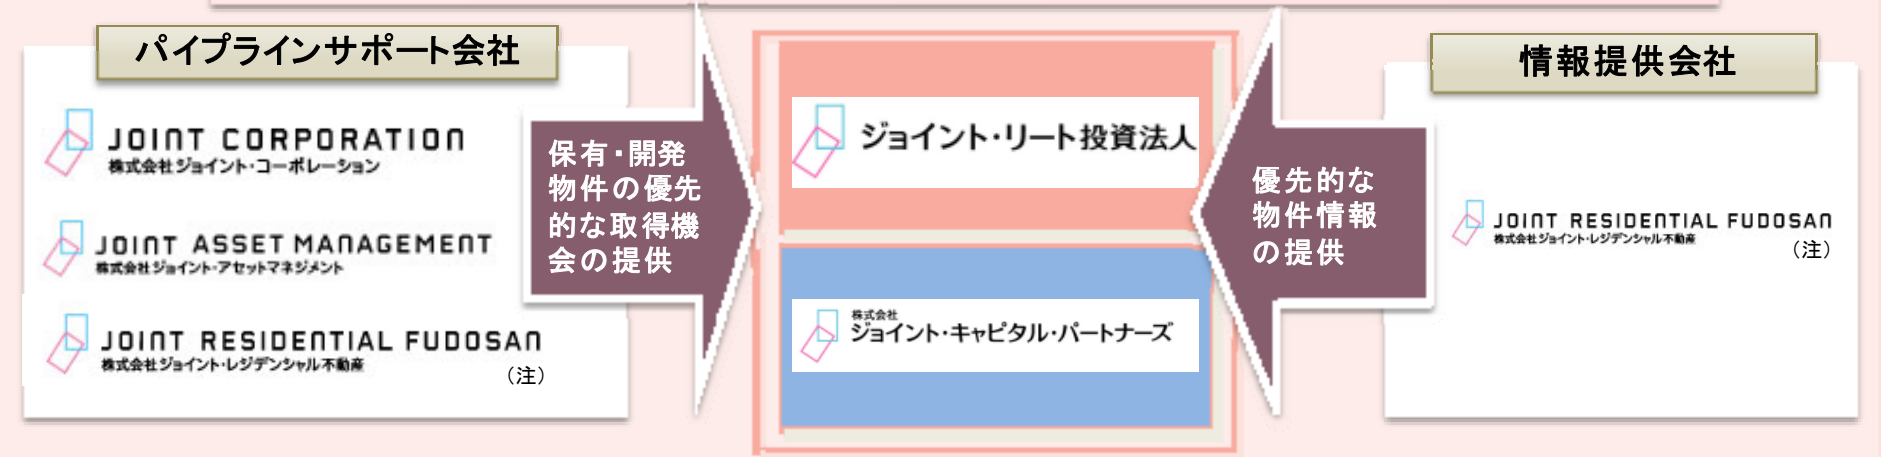 パイプラインサポート会社
JOINT CORPORATION
株式会社ジョイント・コーポレーション
JOINT ASSET MANAGEMENT
株式会社ジョイント・アセットマネジメント
JOINT RESIDENTIAL FUDOSAN
株式会社ジョイント・レジデンシャル不動産
（注）
保有・開発
物件の優先
的な取得機
会の提供
ジョイント・リート投資法人
株式会社
ジョイント・キャピタル・パートナーズ
優先的な
物件情報
の提供
情報提供会社
JOINT RESIDENTIAL FUDOSAN
株式会社ジョイント・レジデンシャル不動産
（注）